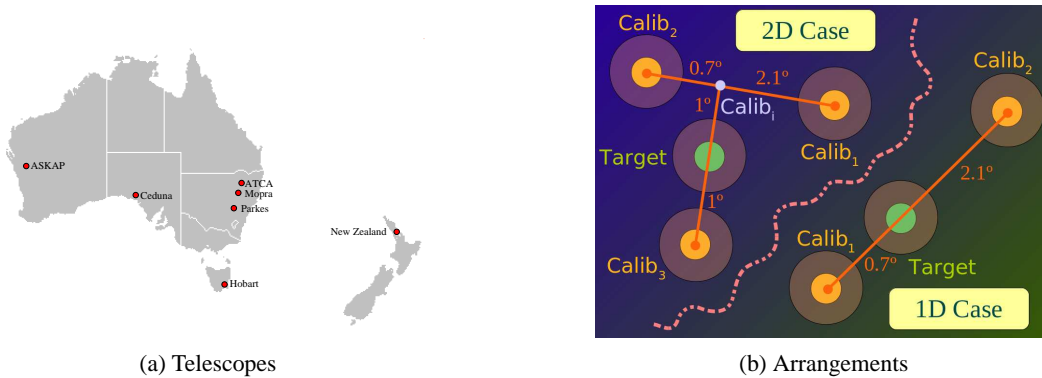 ASKAP
Ceduna
ATCA
Mopra
Parkes
New Zealand
Hobart
(a) Telescopes
Calib₂
2D Case
0.7º
2.1º
1º
Calibᵢ
Calib₁
Target
1º
Calib₃
Calib₂
2.1º
Calib₁
0.7º
Target
1D Case
(b) Arrangements